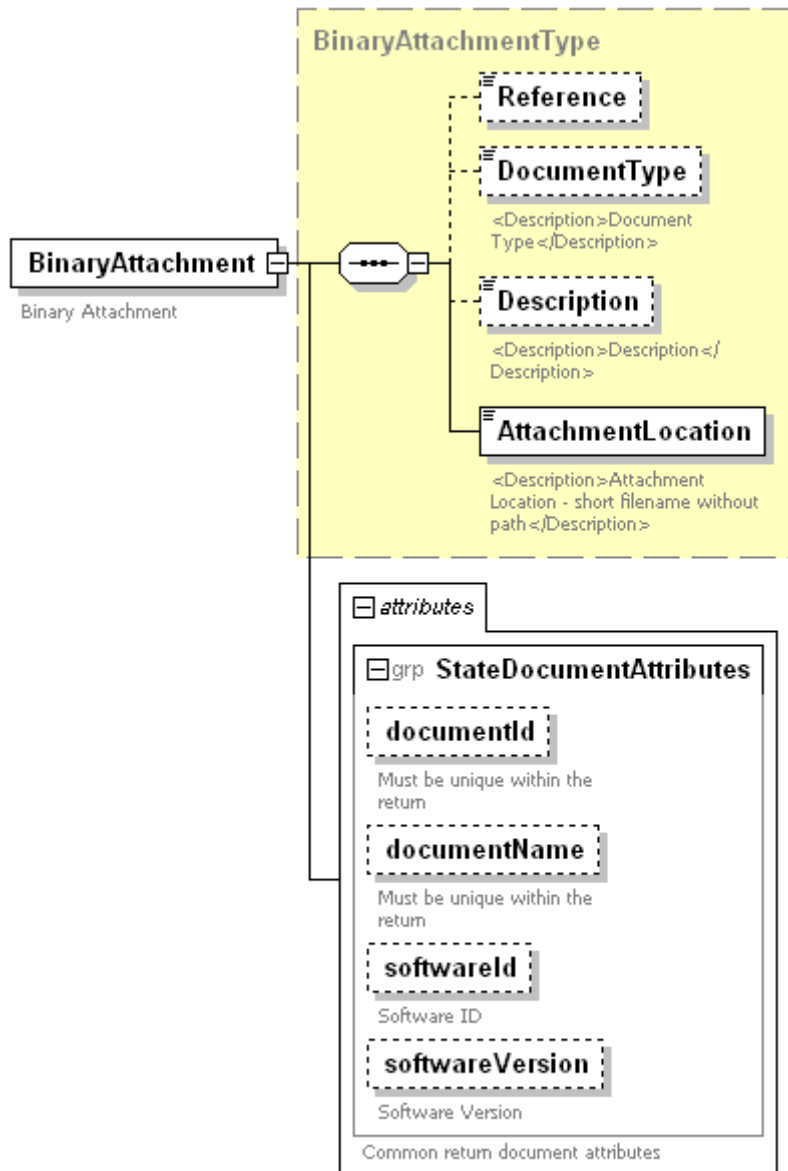 BinaryAttachmentType
Reference
DocumentType
<Description>Document
Type</Description>
BinaryAttachment
Binary Attachment
Description
<Description>Description</
Description>
AttachmentLocation
<Description>Attachment
Location - short filename without
path</Description>
attributes
grp StateDocumentAttributes
documentId
Must be unique within the
return
documentName
Must be unique within the
return
softwareId
Software ID
softwareVersion
Software Version
Common return document attributes